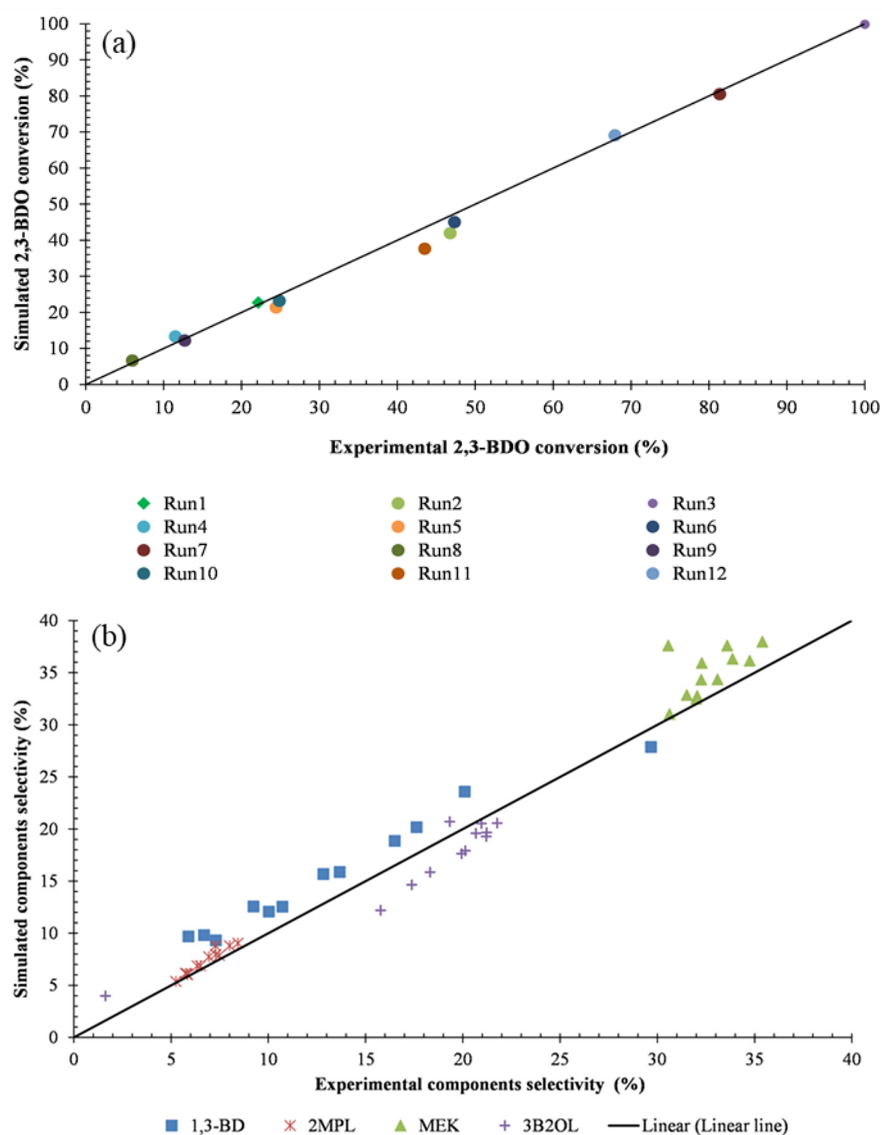 (a)
100
90
80
70
60
50
40
30
20
10
0
Simulated 2,3-BDO conversion (%)
0 10 20 30 40 50 60 70 80 90 100
Experimental 2,3-BDO conversion (%)
Run1 Run2 Run3
Run4 Run5 Run6
Run7 Run8 Run9
Run10 Run11 Run12
(b)
40
35
30
25
20
15
10
5
0
Simulated components selectivity (%)
0 5 10 15 20 25 30 35 40
Experimental components selectivity (%)
1,3-BD 2MPL MEK 3B2OL Linear (Linear line)